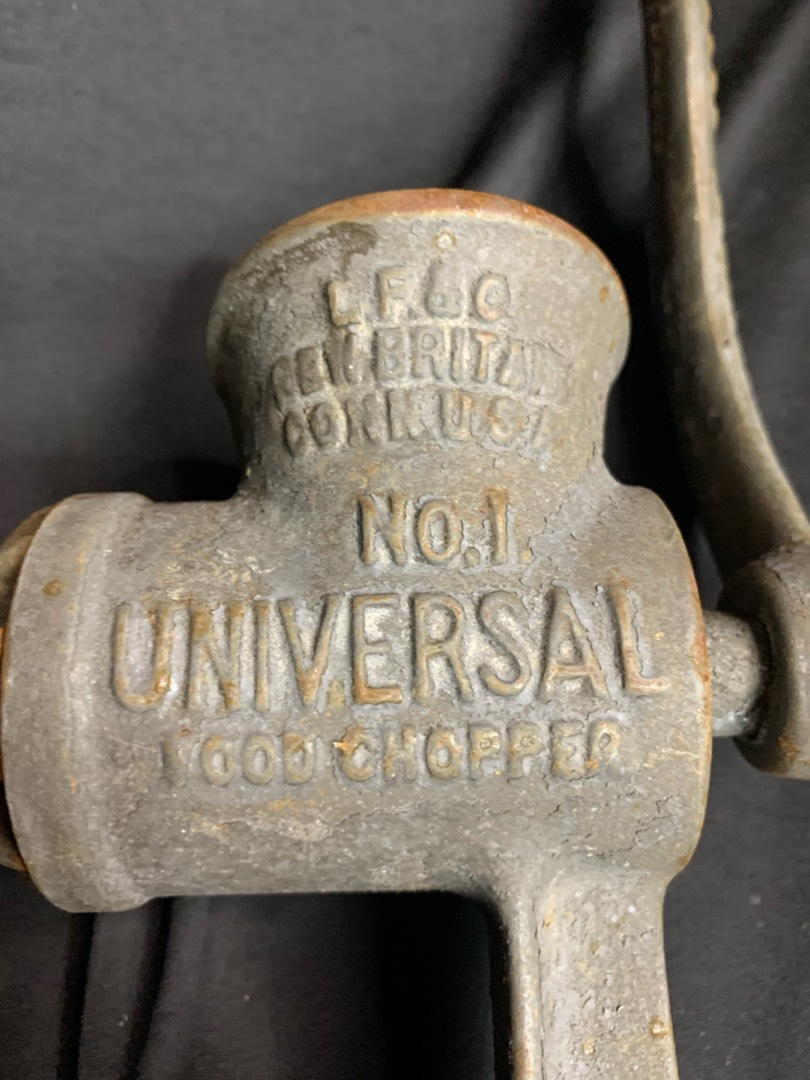 L.F.&C
NEW BRITAIN
CONN.U.S.A.
NO.1.
UNIVERSAL
FOOD CHOPPER